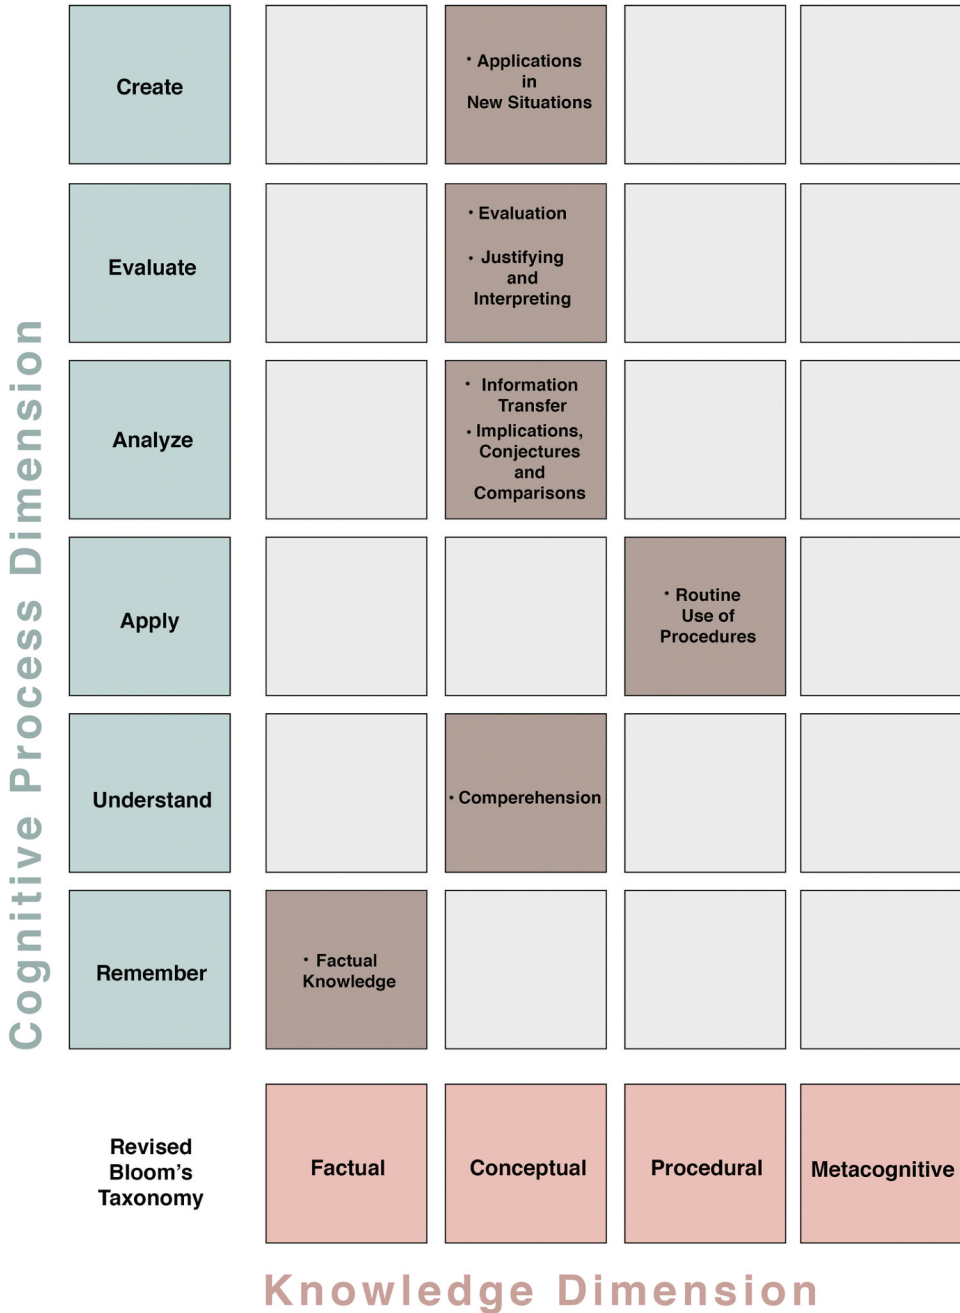 Create
• Applications
in
New Situations
Evaluate
• Evaluation
• Justifying
and
Interpreting
Analyze
• Information
Transfer
• Implications,
Conjectures
and
Comparisons
Apply
• Routine
Use of
Procedures
Understand
• Comperehension
Remember
• Factual
Knowledge
Cognitive Process Dimension
Revised
Bloom's
Taxonomy
Factual
Conceptual
Procedural
Metacognitive
Knowledge Dimension